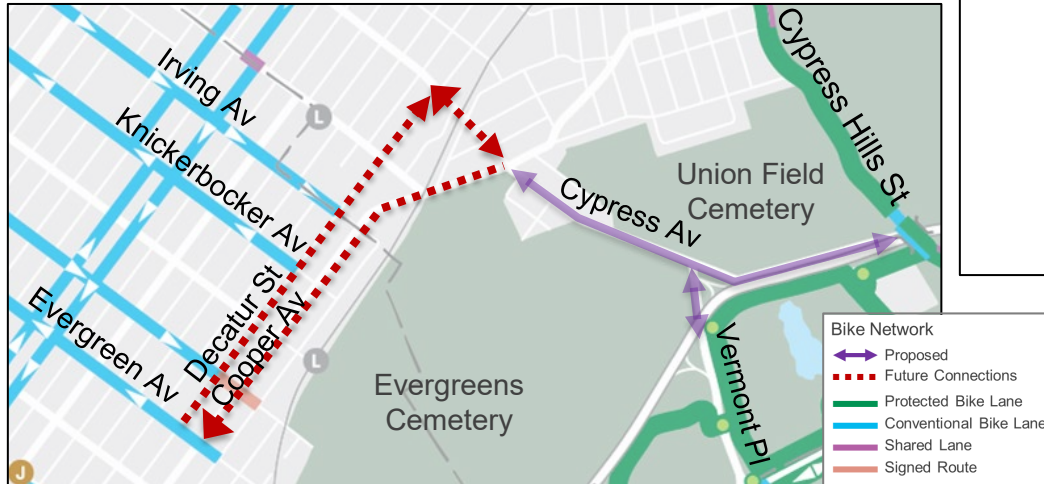 Irving Av
Knickerbocker Av
Evergreen Av
Decatur St
Cooper Av
L
L
J
Cypress Av
Union Field
Cemetery
Cypress Hills St
Evergreens
Cemetery
Vermont Pl
Bike Network
Proposed
Future Connections
Protected Bike Lane
Conventional Bike Lane
Shared Lane
Signed Route